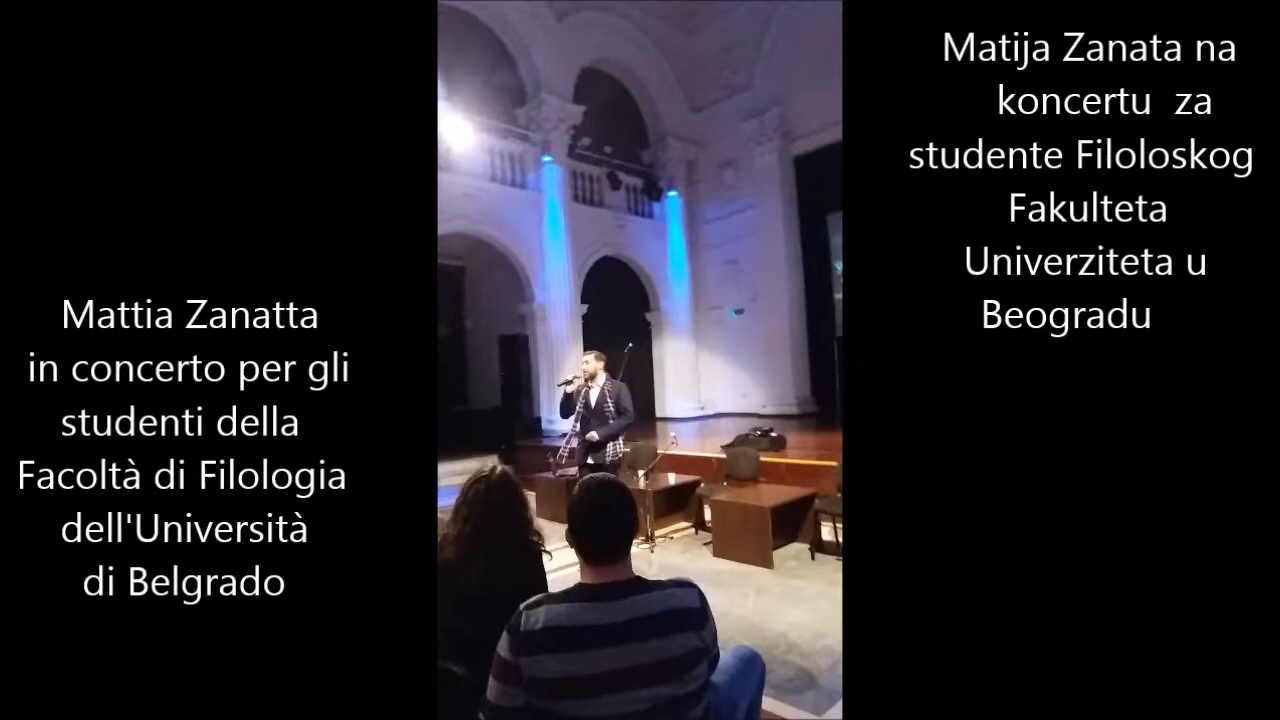 Mattia Zanatta
in concerto per gli
studenti della
Facoltà di Filologia
dell'Università
di Belgrado
Matija Zanata na
koncertu za
studente Filoloskog
Fakulteta
Univerziteta u
Beogradu